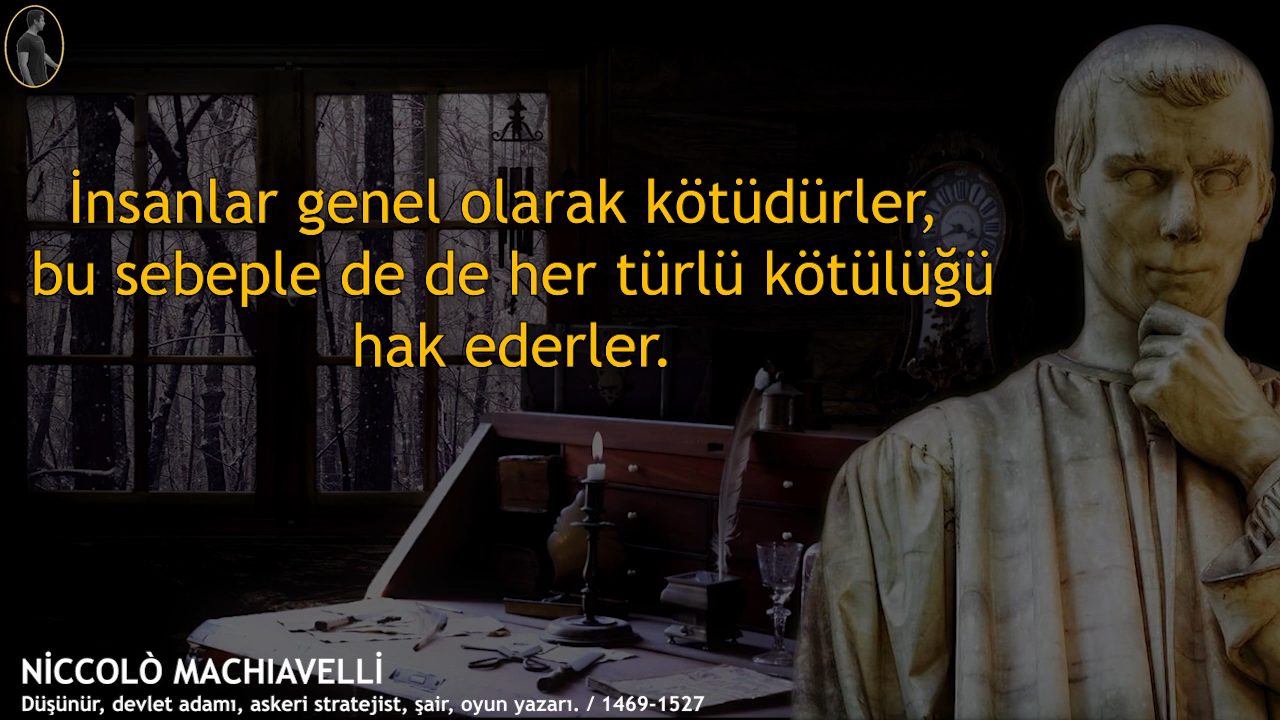 İnsanlar genel olarak kötüdürler,
bu sebeple de de her türlü kötülüğü
hak ederler.
NİCCOLÒ MACHIAVELLİ
Düşünür, devlet adamı, askeri stratejist, şair, oyun yazarı. / 1469-1527